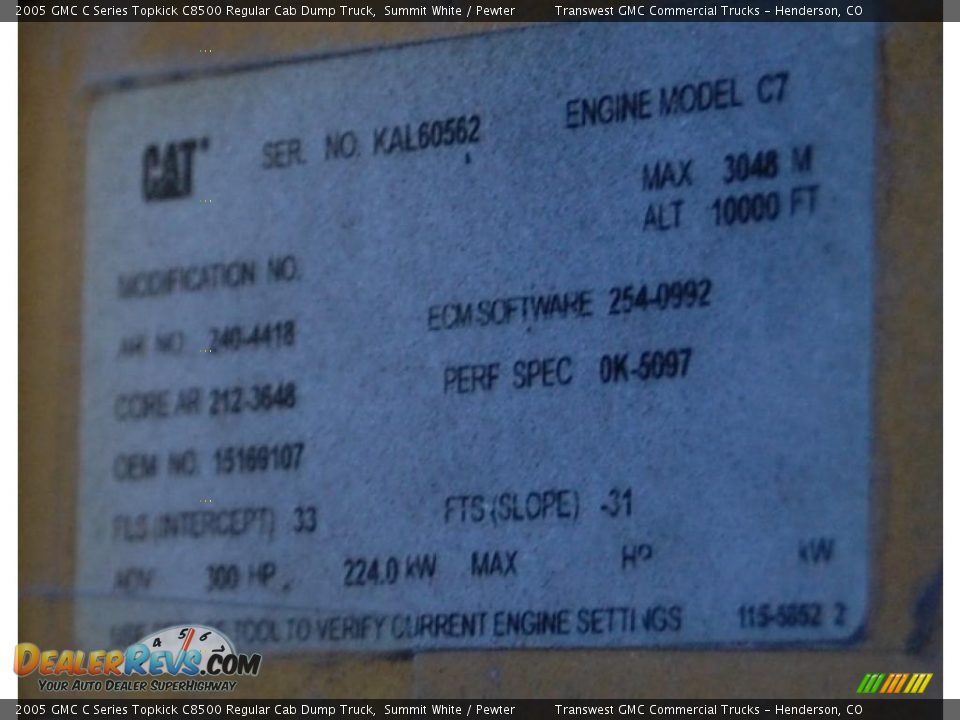 2005 GMC C Series Topkick C8500 Regular Cab Dump Truck, Summit White / Pewter Transwest GMC Commercial Trucks - Henderson, CO
CAT SER. NO. KAL60562 ENGINE MODEL C7
MAX 3048 M
ALT 10000 FT
MODIFICATION NO.
AR NO. 240-4418 ECM SOFTWARE 254-0992
CORE AR 212-3648 PERF SPEC 0K-5097
OEM NO. 15169107
FLS (INTERCEPT) 33 FTS (SLOPE) -31
ADV 300 HP 224.0 kW MAX HP kW
TOOL TO VERIFY CURRENT ENGINE SETTINGS 115-5852 2
4 5 6
DEALERREVS.COM
YOUR AUTO DEALER SUPERHIGHWAY
2005 GMC C Series Topkick C8500 Regular Cab Dump Truck, Summit White / Pewter Transwest GMC Commercial Trucks - Henderson, CO